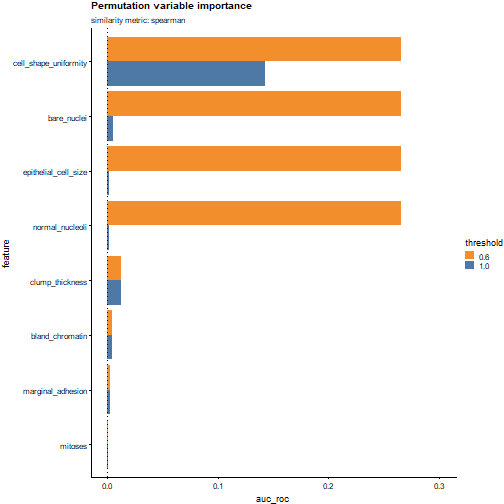 Permutation variable importance
similarity metric: spearman
cell_shape_uniformity
bare_nuclei
epithelial_cell_size
normal_nucleoli
clump_thickness
bland_chromatin
marginal_adhesion
mitoses
feature
threshold
0.6
1.0
0.0
0.1
0.2
0.3
auc_roc